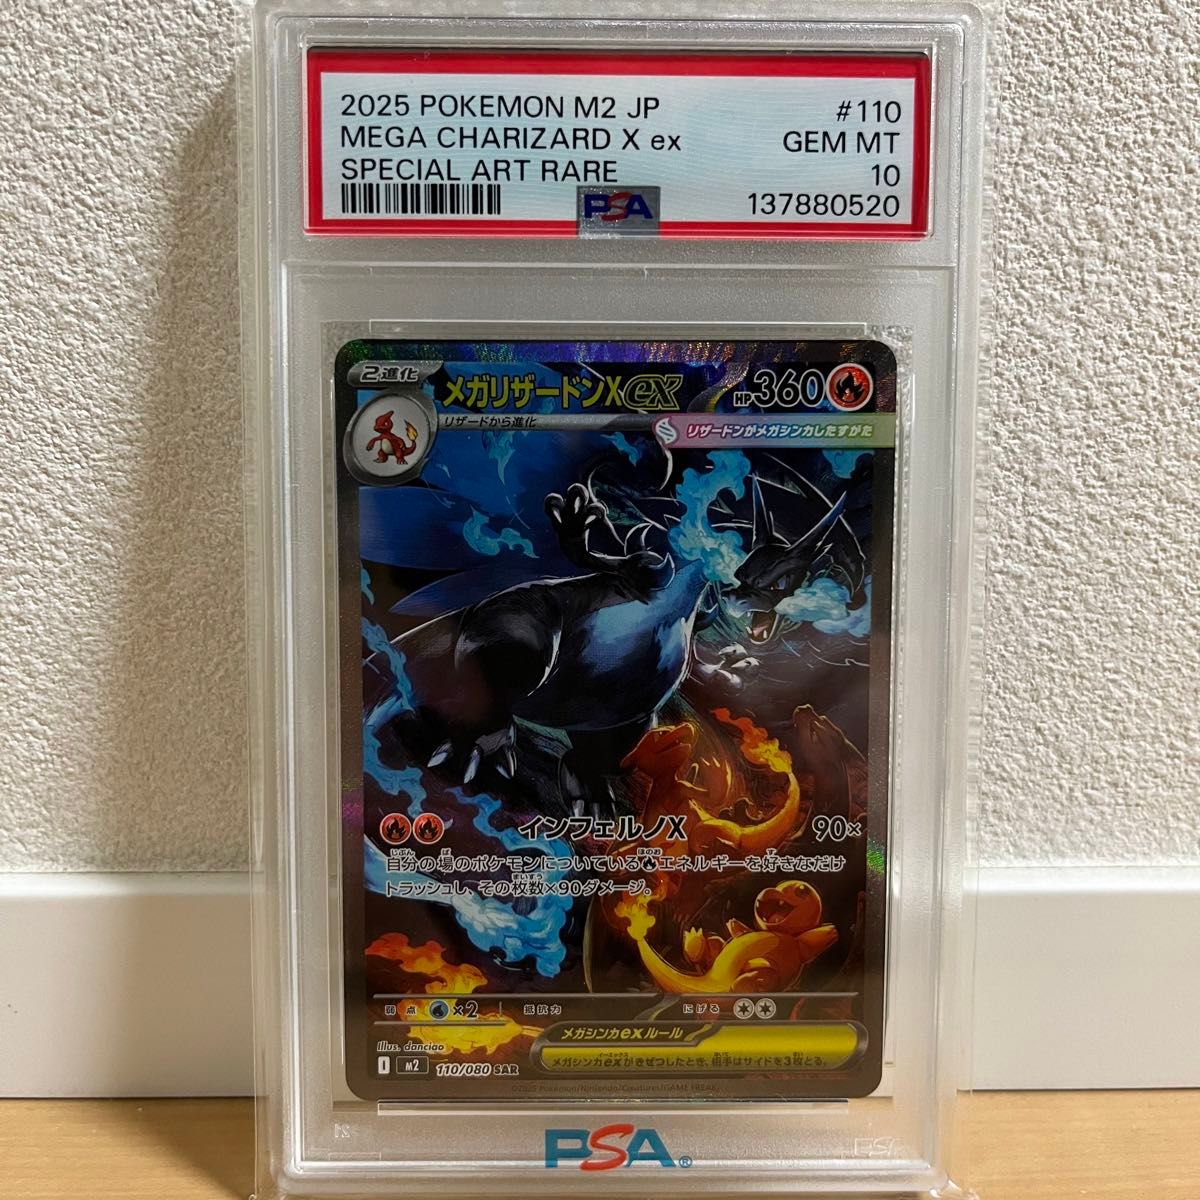 2025 POKEMON M2 JP #110
MEGA CHARIZARD X ex GEM MT
SPECIAL ART RARE 10
PSA 137880520
2進化 メガリザードンXex HP360
リザードから進化 リザードンがメガシンカしたすがた
インフェルノX 90×
自分の場のポケモンについているエネルギーを好きなだけ
トラッシュし、その枚数×90ダメージ。
弱点 ×2 抵抗力 にげる
メガシンカexルール
メガシンカexがきぜつしたとき、相手はサイドを3枚とる。
Illus. danciao
I M2 110/080 SAR
©2025 Pokémon/Nintendo/Creatures/GAME FREAK.
PSA®